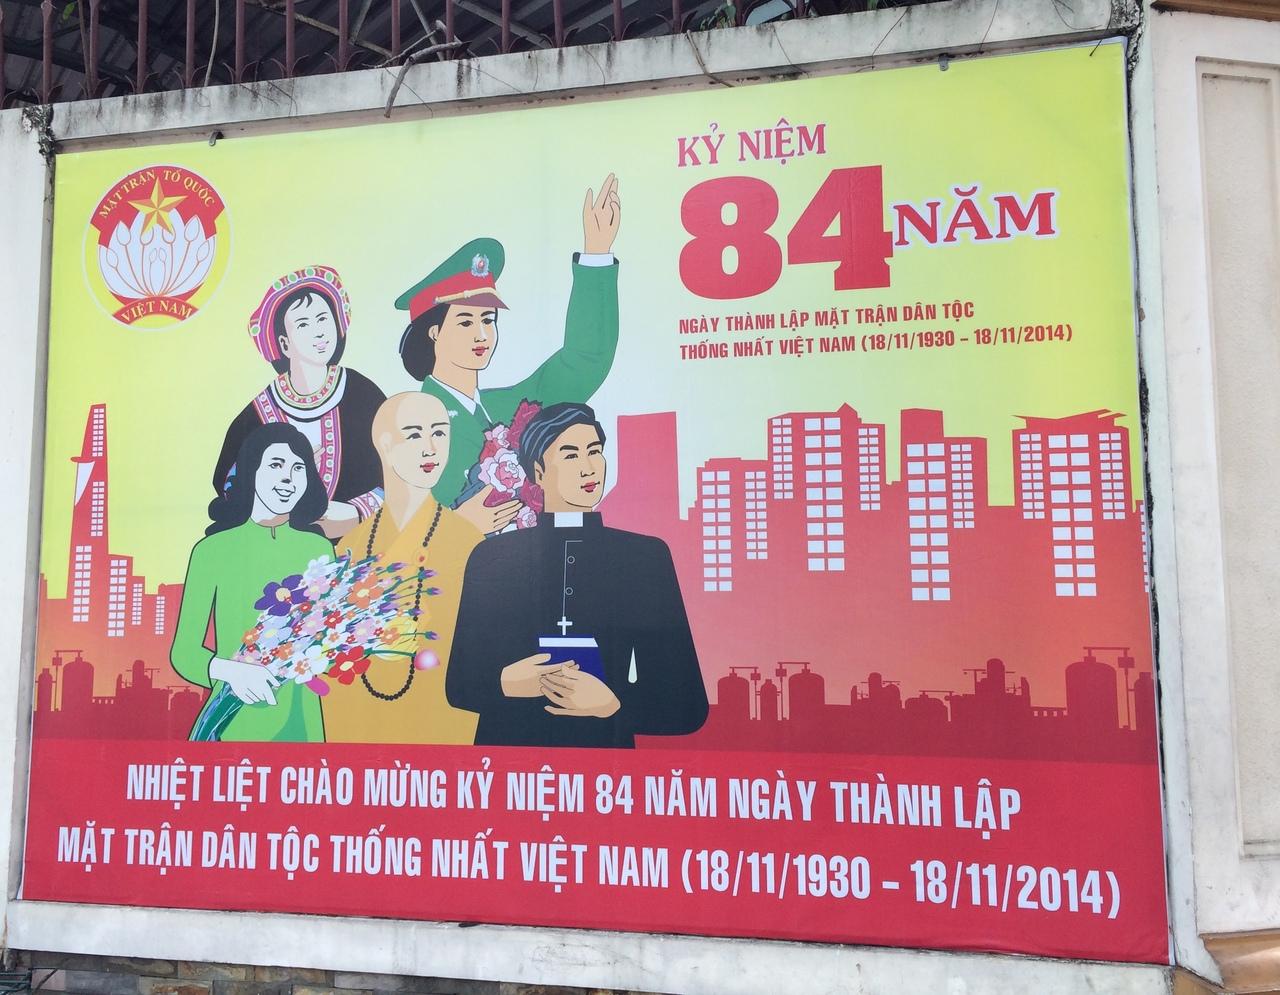 MẶT TRẬN TỔ QUỐC
VIỆT NAM
KỶ NIỆM
84 NĂM
NGÀY THÀNH LẬP MẶT TRẬN DÂN TỘC
THỐNG NHẤT VIỆT NAM (18/11/1930 - 18/11/2014)
NHIỆT LIỆT CHÀO MỪNG KỶ NIỆM 84 NĂM NGÀY THÀNH LẬP
MẶT TRẬN DÂN TỘC THỐNG NHẤT VIỆT NAM (18/11/1930 - 18/11/2014)